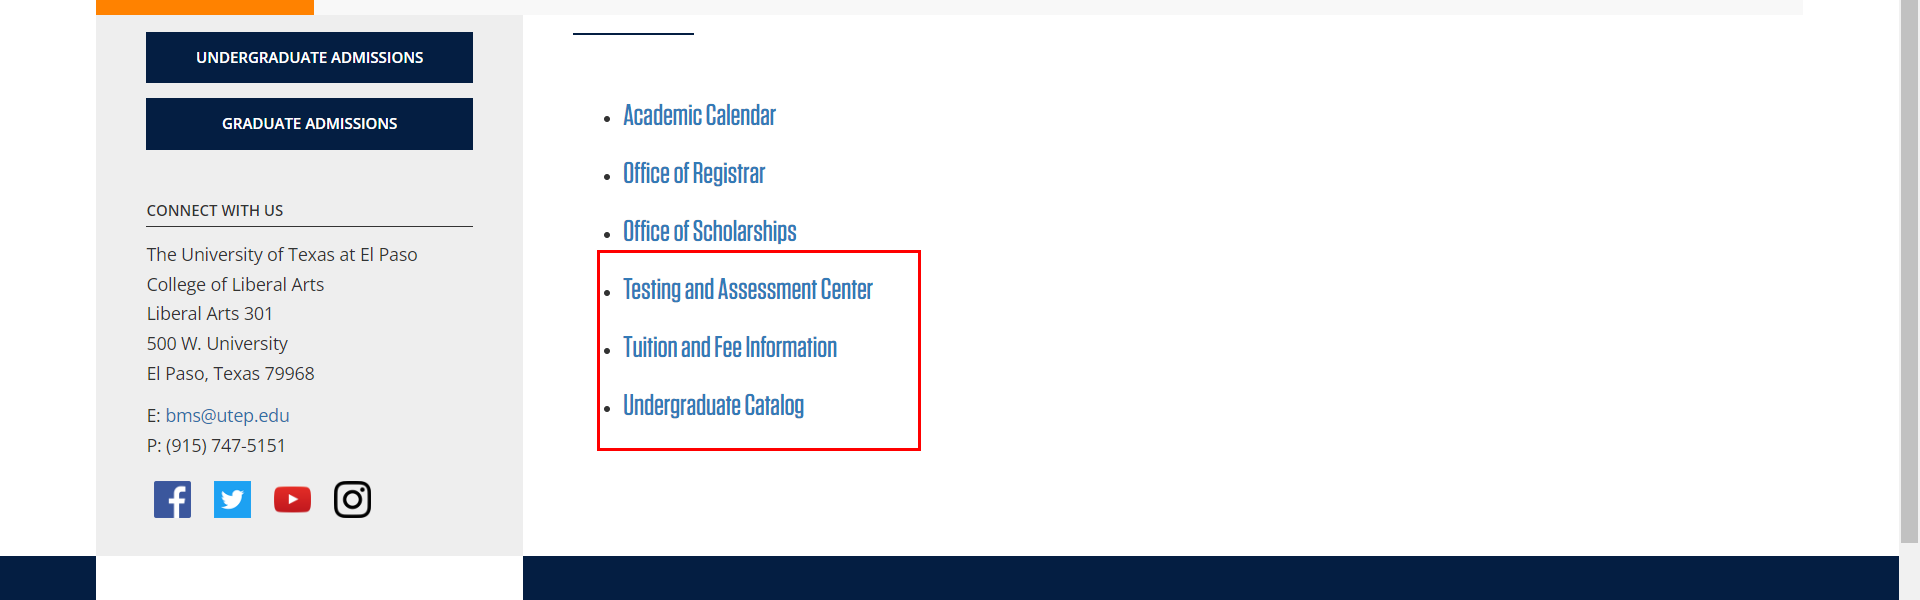 UNDERGRADUATE ADMISSIONS
GRADUATE ADMISSIONS
CONNECT WITH US
The University of Texas at El Paso
College of Liberal Arts
Liberal Arts 301
500 W. University
El Paso, Texas 79968
E: bms@utep.edu
P: (915) 747-5151
Academic Calendar
Office of Registrar
Office of Scholarships
Testing and Assessment Center
Tuition and Fee Information
Undergraduate Catalog